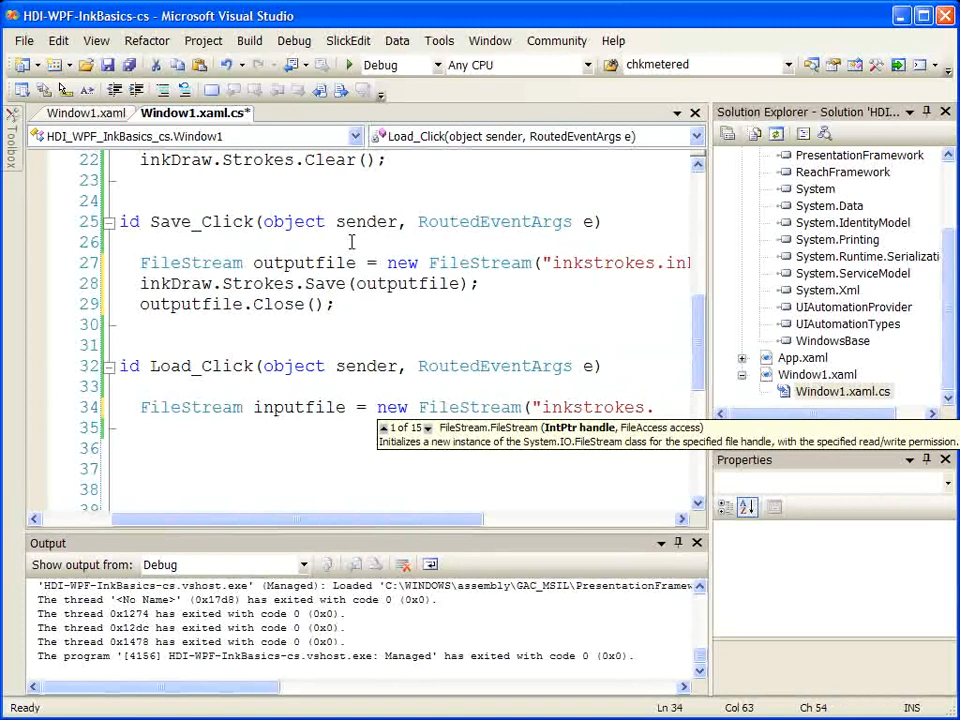 HDI-WPF-InkBasics-cs - Microsoft Visual Studio
File Edit View Refactor Project Build Debug SlickEdit Data Tools Window Community Help
Debug Any CPU chkmetered
Window1.xaml Window1.xaml.cs*
HDI_WPF_InkBasics_cs.Window1 Load_Click(object sender, RoutedEventArgs e)
22 inkDraw.Strokes.Clear();
23
24
25 id Save_Click(object sender, RoutedEventArgs e)
26
27 FileStream outputfile = new FileStream("inkstrokes.ink
28 inkDraw.Strokes.Save(outputfile);
29 outputfile.Close();
30
31
32 id Load_Click(object sender, RoutedEventArgs e)
33
34 FileStream inputfile = new FileStream("inkstrokes.
35
1 of 15 FileStream.FileStream (IntPtr handle, FileAccess access)
Initializes a new instance of the System.IO.FileStream class for the specified file handle, with the specified read/write permission.
36
37
38
39
Solution Explorer - Solution 'HDI...
PresentationFramework
ReachFramework
System
System.Data
System.IdentityModel
System.Printing
System.Runtime.Serializati
System.ServiceModel
System.Xml
UIAutomationProvider
UIAutomationTypes
WindowsBase
App.xaml
Window1.xaml
Window1.xaml.cs
Properties
Output
Show output from: Debug
'HDI-WPF-InkBasics-cs.vshost.exe' (Managed): Loaded 'C:\WINDOWS\assembly\GAC_MSIL\PresentationFramew
The thread '<No Name>' (0x17d8) has exited with code 0 (0x0).
The thread 0x1274 has exited with code 0 (0x0).
The thread 0x12dc has exited with code 0 (0x0).
The thread 0x1478 has exited with code 0 (0x0).
The program '[4156] HDI-WPF-InkBasics-cs.vshost.exe: Managed' has exited with code 0 (0x0).
Ready Ln 34 Col 63 Ch 54 INS
Toolbox